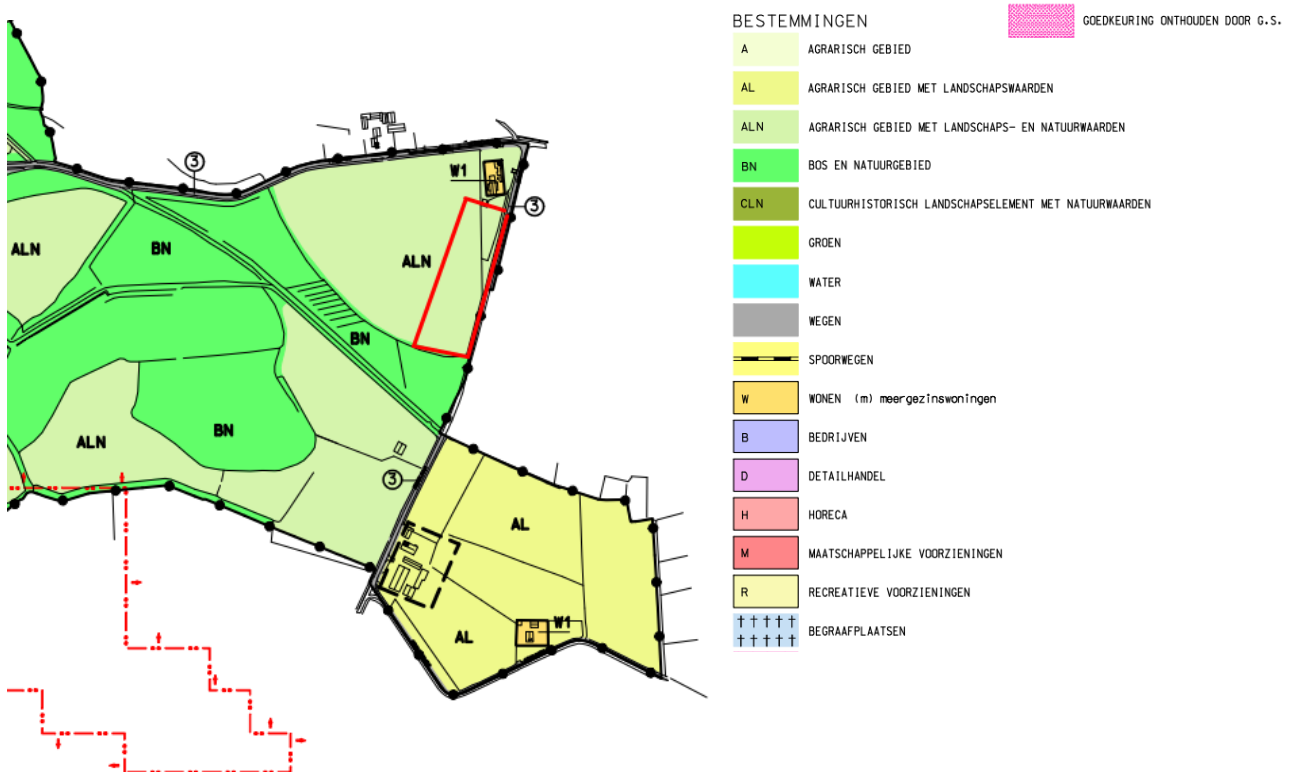 BESTEMMINGEN
GOEDKEURING ONTHOUDEN DOOR G.S.
A AGRARISCH GEBIED
AL AGRARISCH GEBIED MET LANDSCHAPSWAARDEN
ALN AGRARISCH GEBIED MET LANDSCHAPS- EN NATUURWAARDEN
BN BOS EN NATUURGEBIED
CLN CULTUURHISTORISCH LANDSCHAPSELEMENT MET NATUURWAARDEN
GROEN
WATER
WEGEN
SPOORWEGEN
W WONEN (m) meergezinswoningen
B BEDRIJVEN
D DETAILHANDEL
H HORECA
M MAATSCHAPPELIJKE VOORZIENINGEN
R RECREATIEVE VOORZIENINGEN
BEGRAAFPLAATSEN
3
W1
3
ALN
BN
ALN
BN
BN
ALN
3
AL
W1
AL